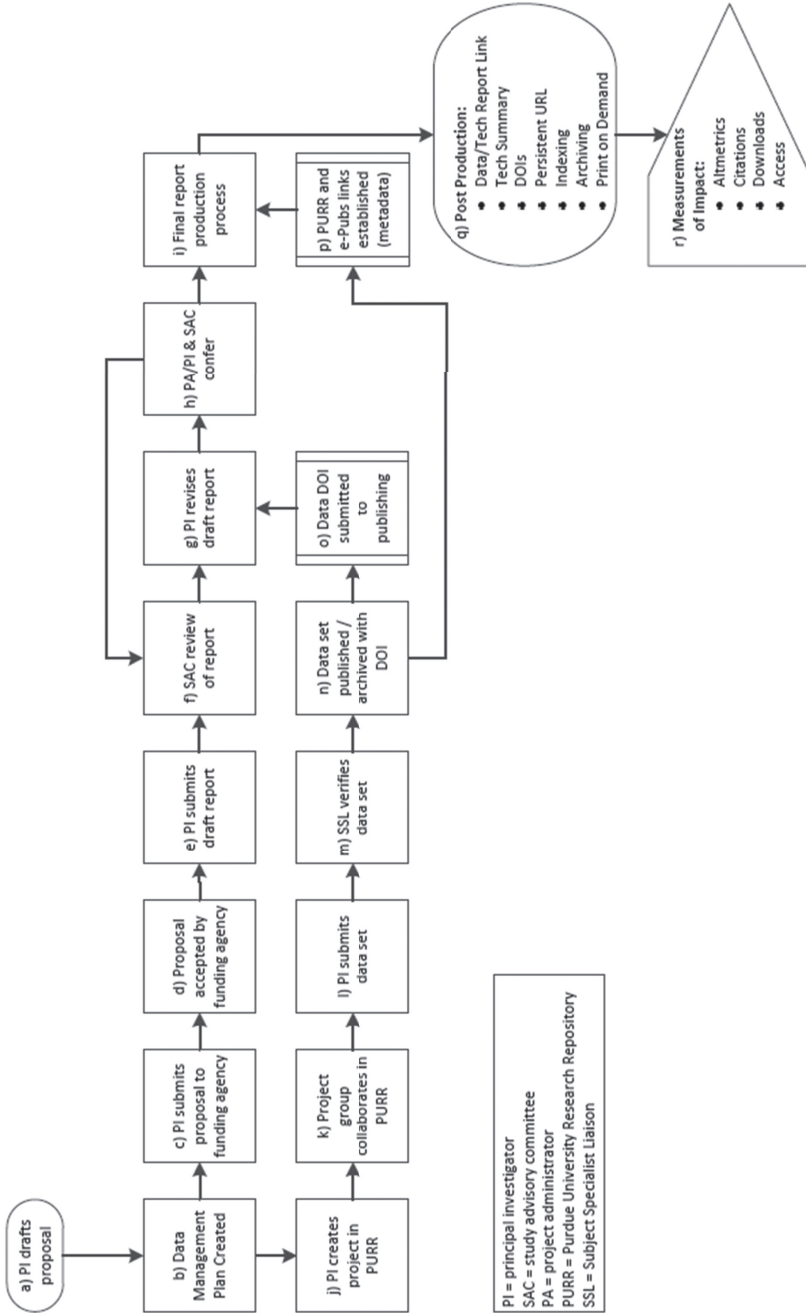 a) PI drafts
proposal
b) Data
Management
Plan Created
c) PI submits
proposal to
funding agency
d) Proposal
accepted by
funding agency
e) PI submits
draft report
f) SAC review
of report
g) PI revises
draft report
h) PA/PI & SAC
confer
i) Final report
production
process
j) PI creates
project in
PURR
k) Project
group
collaborates in
PURR
l) PI submits
data set
m) SSL verifies
data set
n) Data set
published /
archived with
DOI
o) Data DOI
submitted
to
publishing
p) PURR and
e-Pubs links
established
(metadata)
q) Post Production:
Data/Tech Report Link
Tech Summary
DOIs
Persistent URL
Indexing
Archiving
Print on Demand
r) Measurements
of Impact:
Altmetrics
Citations
Downloads
Access
PI = principal investigator
SAC = study advisory committee
PA = project administrator
PURR = Purdue University Research Repository
SSL = Subject Specialist Liaison